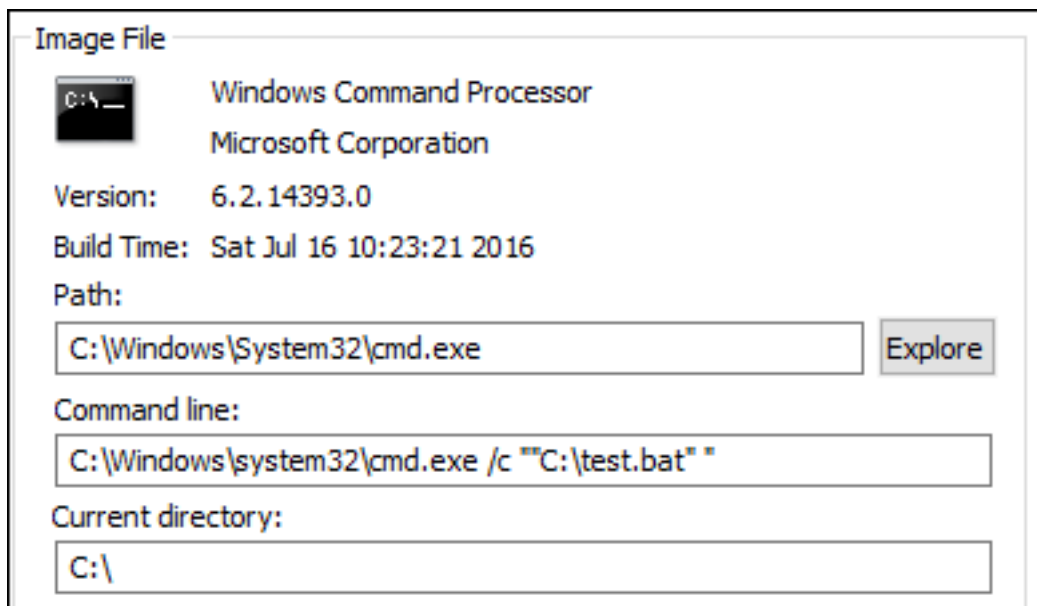 Image File
C:\
Windows Command Processor
Microsoft Corporation
Version: 6.2.14393.0
Build Time: Sat Jul 16 10:23:21 2016
Path:
C:\Windows\System32\cmd.exe Explore
Command line:
C:\Windows\system32\cmd.exe /c ""C:\test.bat" "
Current directory:
C:\